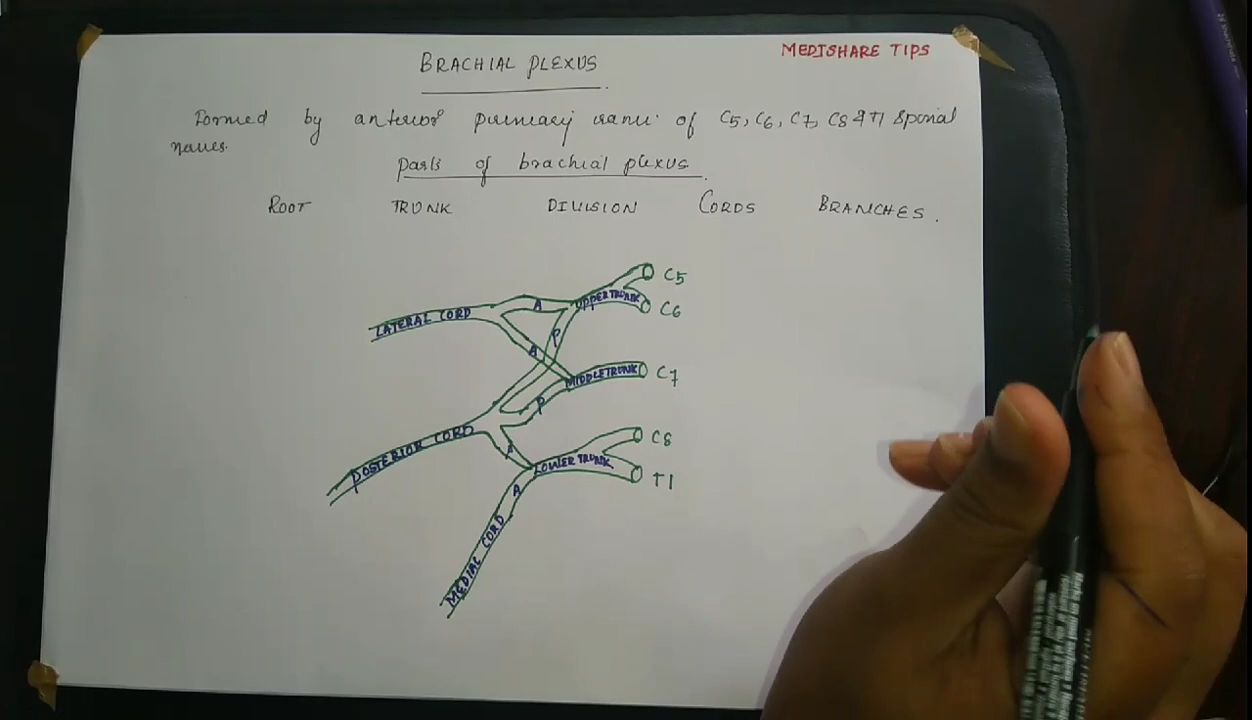 BRACHIAL PLEXUS
MEDISHARE TIPS
Formed by anterior primary rami of C5, C6, C7, C8 & T1 Spinal
nerves.
Parts of brachial plexus
ROOT TRUNK DIVISION CORDS BRANCHES.
C5
UPPER TRUNK
C6
A
LATERAL CORD
P
A
MIDDLE TRUNK
C7
P
POSTERIOR CORD
C8
A
LOWER TRUNK
T1
A
MEDIAL CORD